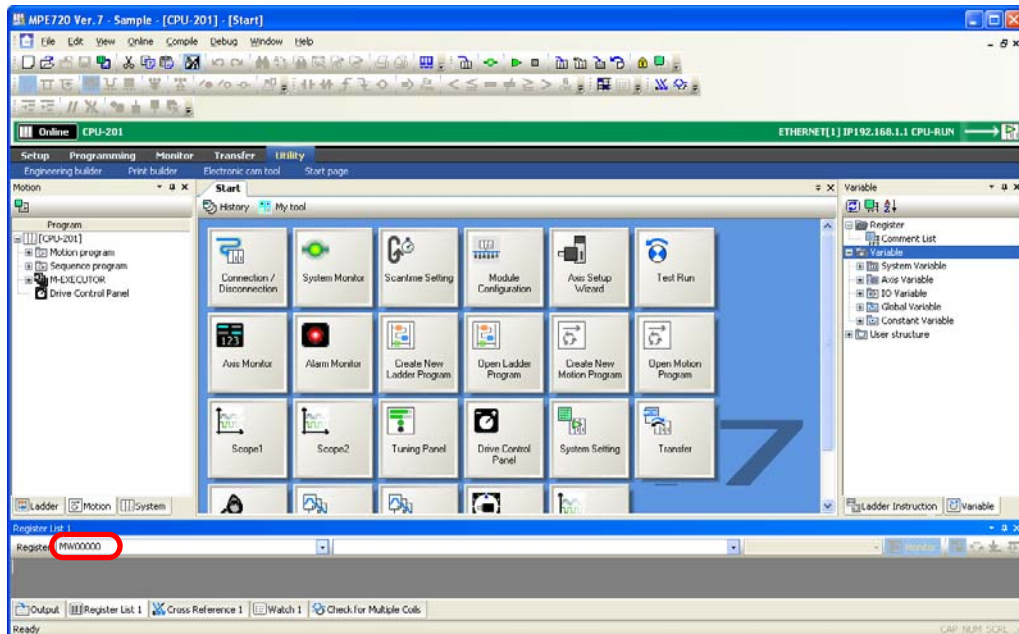 MPE720 Ver. 7 - Sample - [CPU-201] - [Start]
File Edit View Online Compile Debug Window Help
Online CPU-201 ETHERNET[1] IP192.168.1.1 CPU-RUN
Setup Programming Monitor Transfer Utility
Engineering builder Print builder Electronic cam tool Start page
Motion
Program
[CPU-201]
Motion program
Sequence program
M-EXECUTOR
Drive Control Panel
Ladder Motion System
Start
History My tool
Connection /
Disconnection
System Monitor
Scantime Setting
Module
Configuration
Axis Setup
Wizard
Test Run
123
Axis Monitor
Alarm Monitor
Create New
Ladder Program
Open Ladder
Program
Create New
Motion Program
Open Motion
Program
Scope1
Scope2
Tuning Panel
Drive Control
Panel
System Setting
Transfer
7
Variable
Register
Comment List
Variable
System Variable
Axis Variable
IO Variable
Global Variable
Constant Variable
User structure
Ladder Instruction Variable
Register List 1
Register MW00000 Monitor
Output Register List 1 Cross Reference 1 Watch 1 Check for Multiple Coils
Ready CAP NUM SCRL